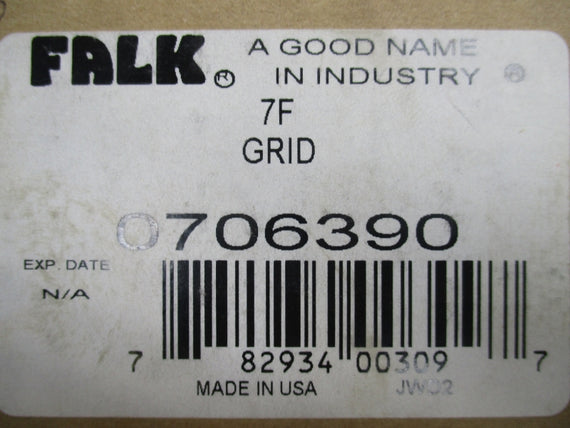 FALK® A GOOD NAME
IN INDUSTRY ®
7F
GRID
0706390
EXP. DATE
N/A
7 82934 00309 7
MADE IN USA JW02